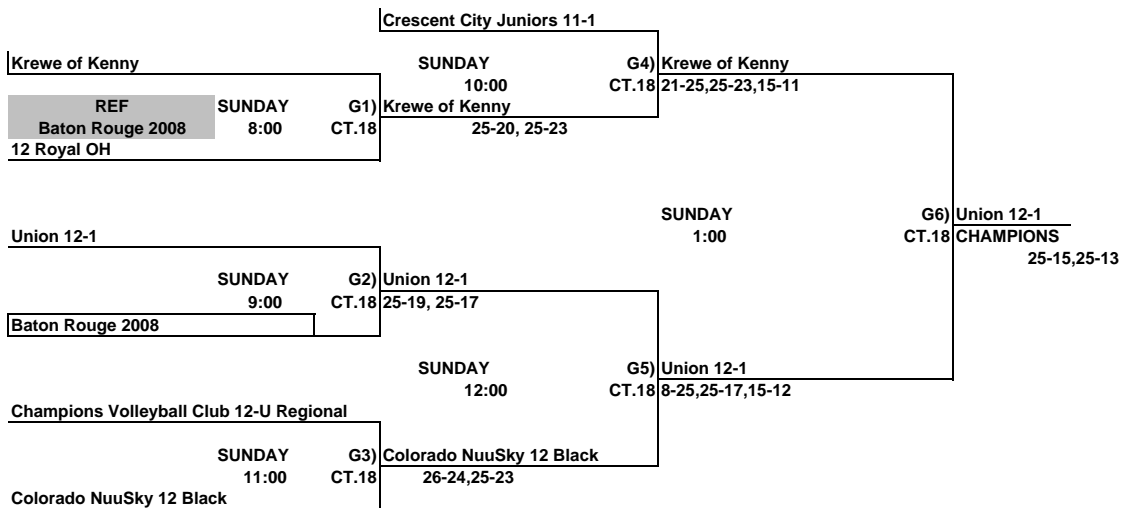 Crescent City Juniors 11-1
Krewe of Kenny SUNDAY G4) Krewe of Kenny
10:00 CT.18 21-25,25-23,15-11
REF SUNDAY G1) Krewe of Kenny
Baton Rouge 2008 8:00 CT.18 25-20, 25-23
12 Royal OH
SUNDAY G6) Union 12-1
Union 12-1 1:00 CT.18 CHAMPIONS
25-15,25-13
SUNDAY G2) Union 12-1
9:00 CT.18 25-19, 25-17
Baton Rouge 2008
SUNDAY G5) Union 12-1
12:00 CT.18 8-25,25-17,15-12
Champions Volleyball Club 12-U Regional
SUNDAY G3) Colorado NuuSky 12 Black
11:00 CT.18 26-24,25-23
Colorado NuuSky 12 Black